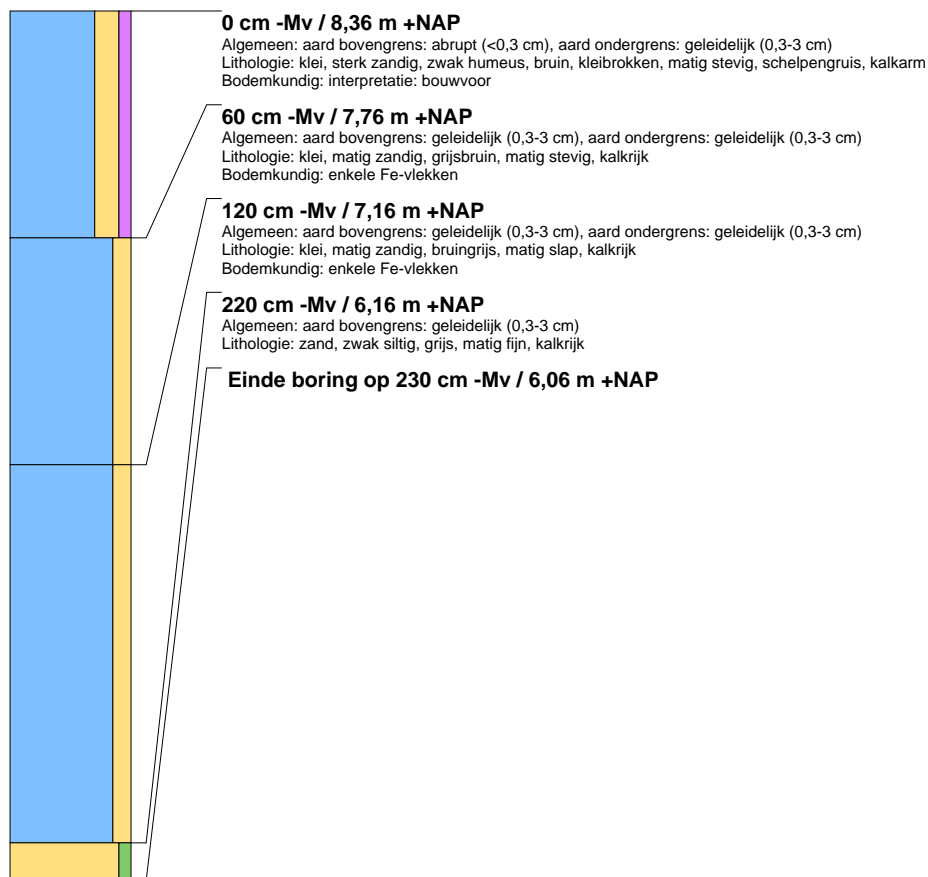 0 cm -Mv / 8,36 m +NAP
Algemeen: aard bovengrens: abrupt (<0,3 cm), aard ondergrens: geleidelijk (0,3-3 cm)
Lithologie: klei, sterk zandig, zwak humeus, bruin, kleibrokken, matig stevig, schelpengruis, kalkarm
Bodemkundig: interpretatie: bouwvoor
60 cm -Mv / 7,76 m +NAP
Algemeen: aard bovengrens: geleidelijk (0,3-3 cm), aard ondergrens: geleidelijk (0,3-3 cm)
Lithologie: klei, matig zandig, grijsbruin, matig stevig, kalkrijk
Bodemkundig: enkele Fe-vlekken
120 cm -Mv / 7,16 m +NAP
Algemeen: aard bovengrens: geleidelijk (0,3-3 cm), aard ondergrens: geleidelijk (0,3-3 cm)
Lithologie: klei, matig zandig, bruingrijs, matig slap, kalkrijk
Bodemkundig: enkele Fe-vlekken
220 cm -Mv / 6,16 m +NAP
Algemeen: aard bovengrens: geleidelijk (0,3-3 cm)
Lithologie: zand, zwak siltig, grijs, matig fijn, kalkrijk
Einde boring op 230 cm -Mv / 6,06 m +NAP